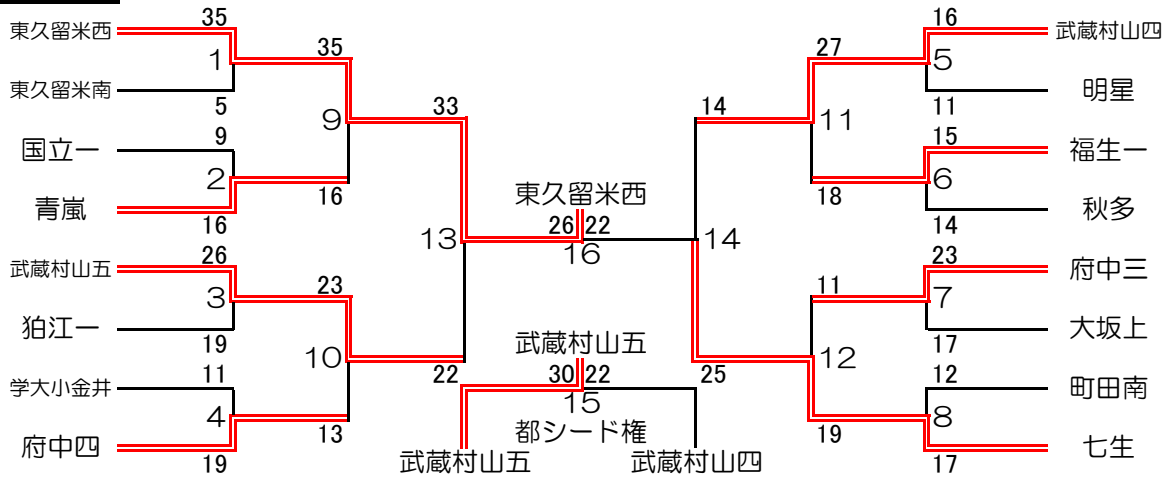 35
16
東久留米西
武蔵村山四
35
27
1
5
東久留米南
明星
5
33
14
11
9
9
11
15
国立一
福生一
2
6
青嵐
16
東久留米西
18
秋多
16
26 22
14
13
14
26
16
23
武蔵村山五
府中三
23
11
3
7
狛江一
大坂上
19
武蔵村山五
17
10
12
11
22
30 22
25
12
学大小金井
町田南
15
4
8
13
都シード権
19
府中四
七生
19
武蔵村山五
武蔵村山四
17